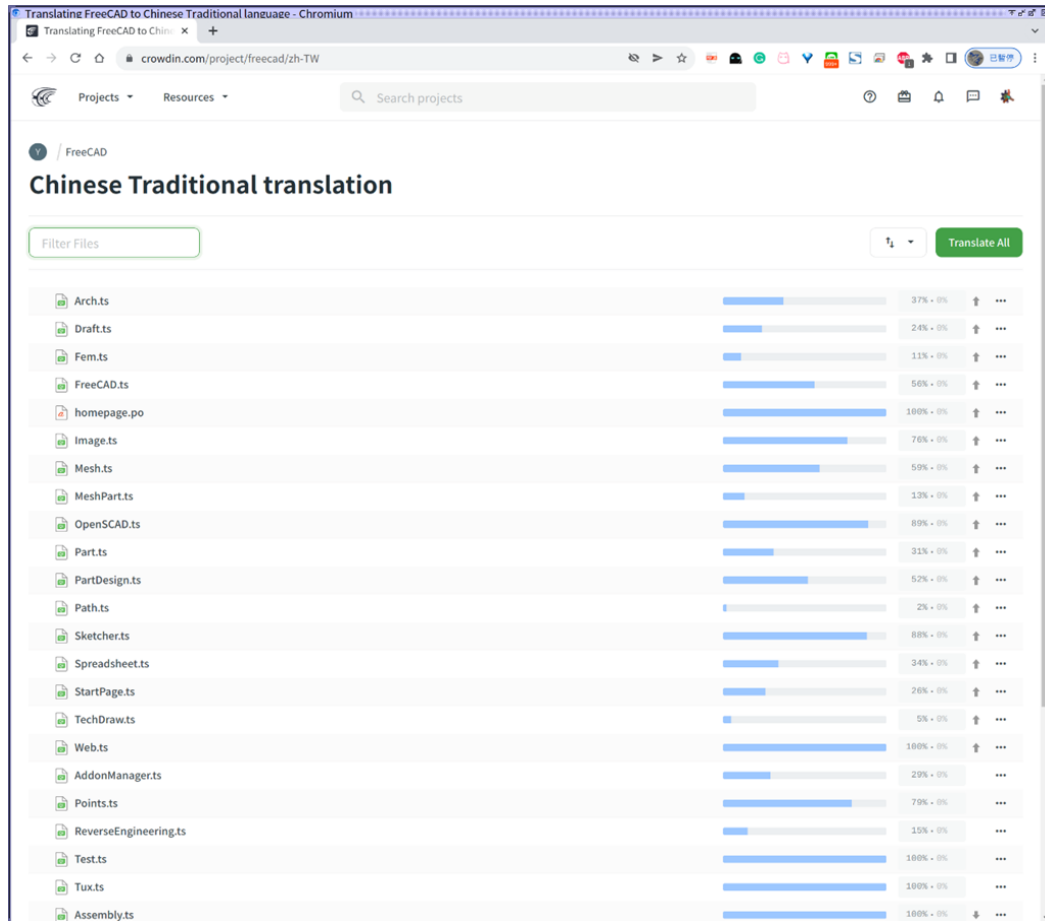 Translating FreeCAD to Chinese Traditional language - Chromium
Translating FreeCAD to Chin
crowdin.com/project/freecad/zh-TW
已暫停
Projects Resources Search projects
Y / FreeCAD
Chinese Traditional translation
Filter Files Translate All
Arch.ts 37% • 0%
Draft.ts 24% • 0%
Fem.ts 11% • 0%
FreeCAD.ts 56% • 0%
homepage.po 100% • 0%
Image.ts 76% • 0%
Mesh.ts 59% • 0%
MeshPart.ts 13% • 0%
OpenSCAD.ts 89% • 0%
Part.ts 31% • 0%
PartDesign.ts 52% • 0%
Path.ts 2% • 0%
Sketcher.ts 88% • 0%
Spreadsheet.ts 34% • 0%
StartPage.ts 26% • 0%
TechDraw.ts 5% • 0%
Web.ts 100% • 0%
AddonManager.ts 29% • 0%
Points.ts 79% • 0%
ReverseEngineering.ts 15% • 0%
Test.ts 100% • 0%
Tux.ts 100% • 0%
Assembly.ts 100% • 0%